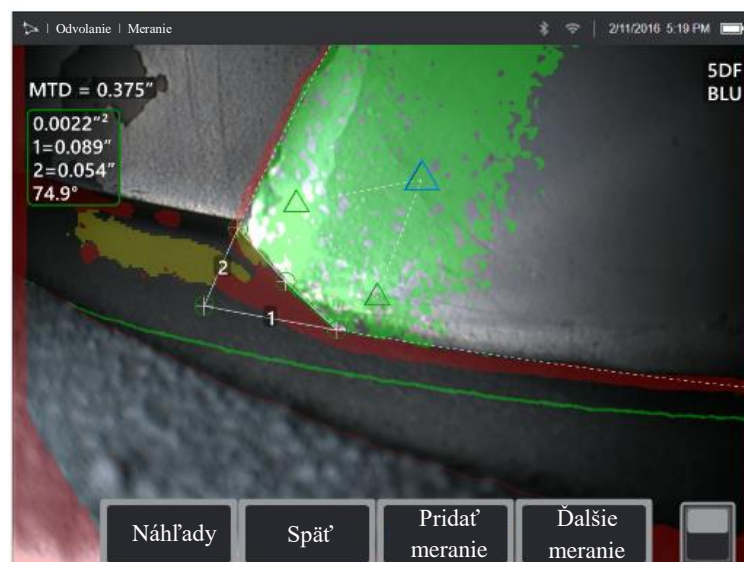 | Odvolanie | Meranie
2/11/2016 5:19 PM
MTD = 0.375"
5DF
BLU
0.0022"²
1=0.089"
2=0.054"
74.9°
2
1
Náhľady
Späť
Pridať
meranie
Ďalšie
meranie